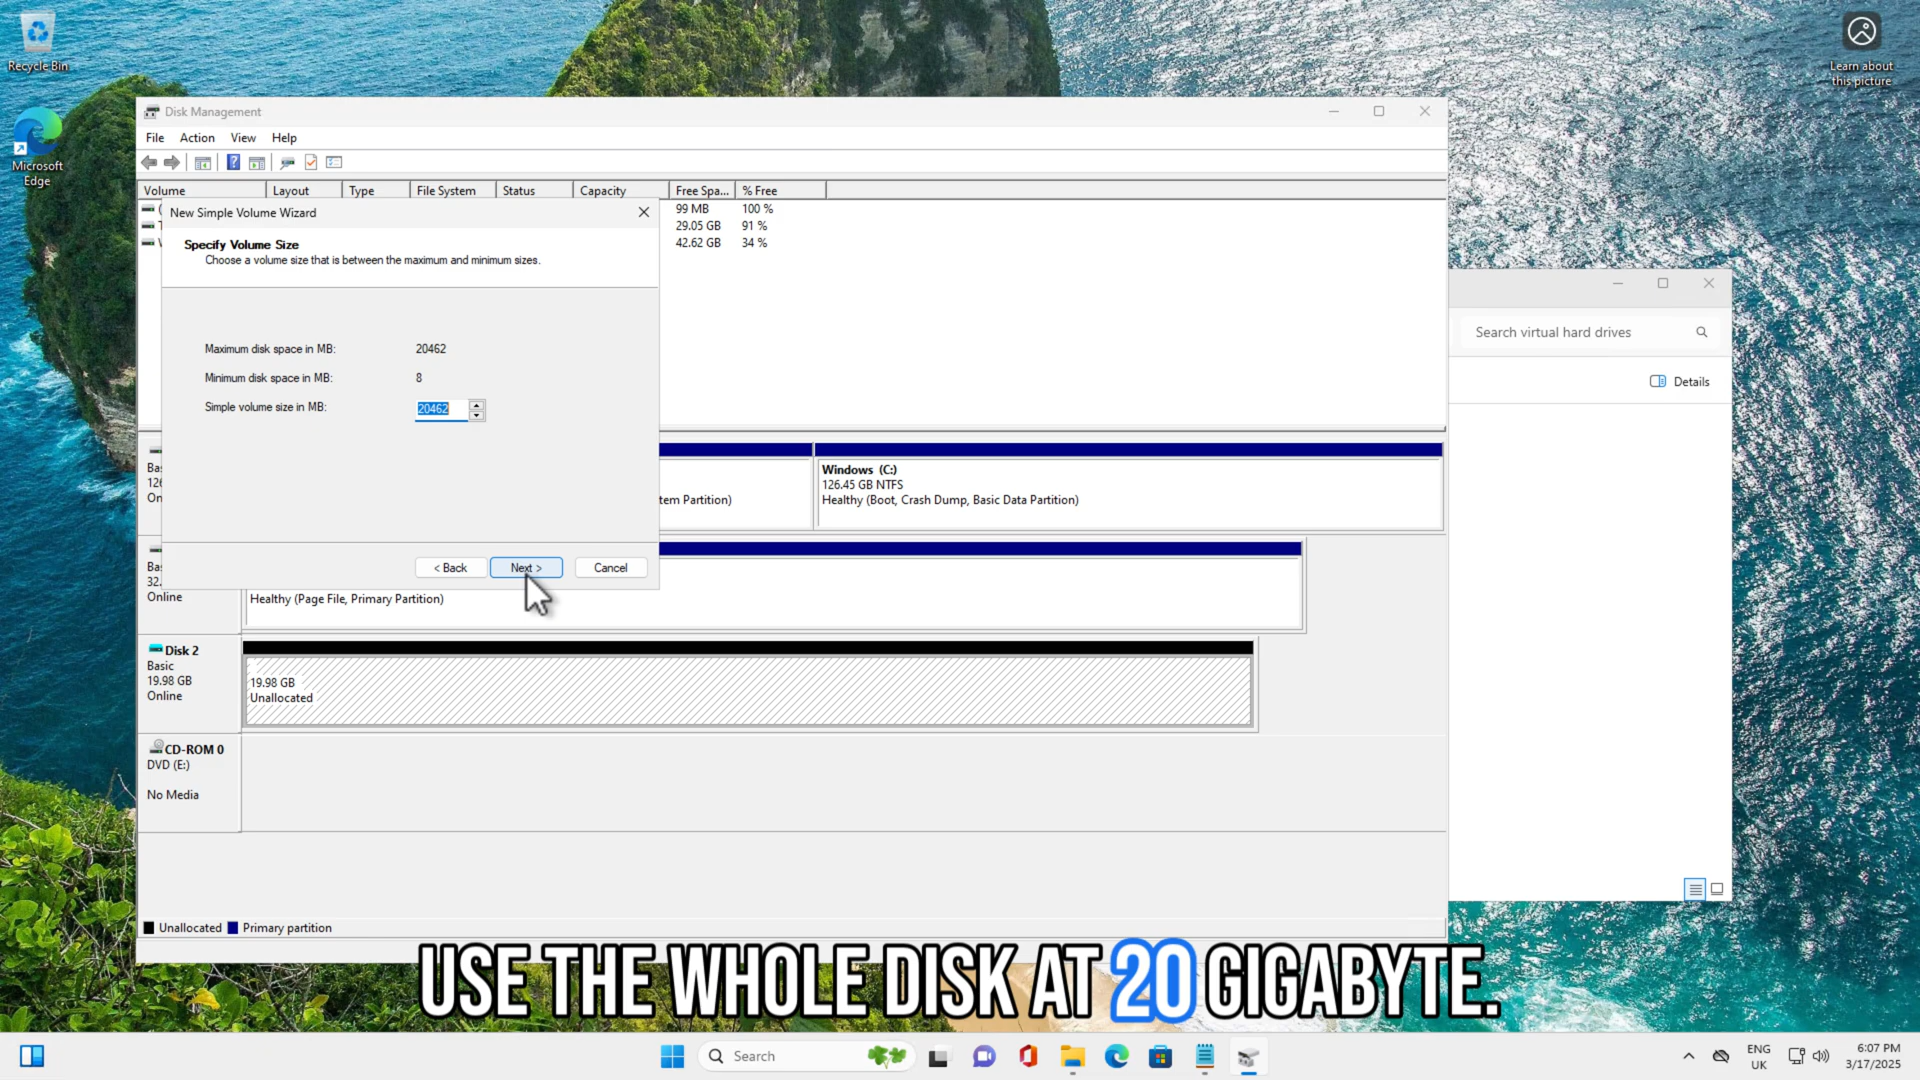 Recycle Bin
Learn about
this picture
Microsoft
Edge
Disk Management
File Action View Help
Volume Layout Type File System Status Capacity Free Spa... % Free
99 MB 100 %
29.05 GB 91 %
42.62 GB 34 %
New Simple Volume Wizard
Specify Volume Size
Choose a volume size that is between the maximum and minimum sizes.
Maximum disk space in MB: 20462
Minimum disk space in MB: 8
Simple volume size in MB: 20462
< Back Next > Cancel
Search virtual hard drives
Details
Windows (C:)
126.45 GB NTFS
Healthy (Boot, Crash Dump, Basic Data Partition)
tem Partition)
Online
Healthy (Page File, Primary Partition)
Disk 2
Basic
19.98 GB
Online
19.98 GB
Unallocated
CD-ROM 0
DVD (E:)
No Media
Unallocated Primary partition
USE THE WHOLE DISK AT 20 GIGABYTE.
Search
ENG
UK
6:07 PM
3/17/2025